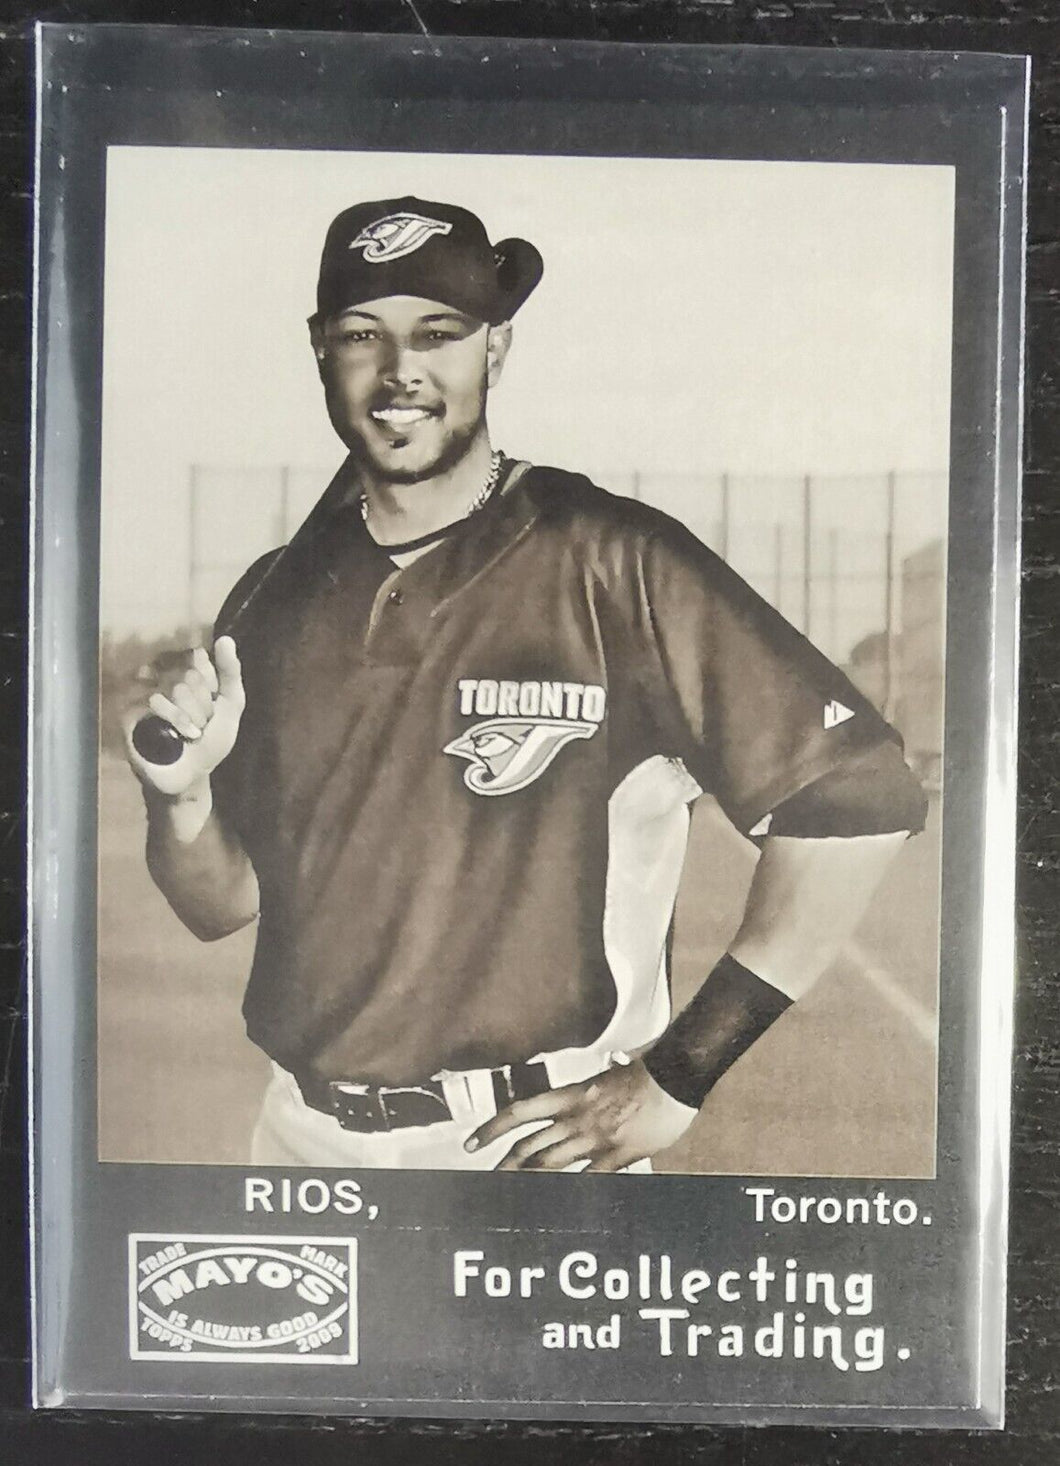 TORONTO
RIOS, Toronto.
TRADE MARK
MAYO'S
IS ALWAYS GOOD
TOPPS 2009
For Collecting
and Trading.